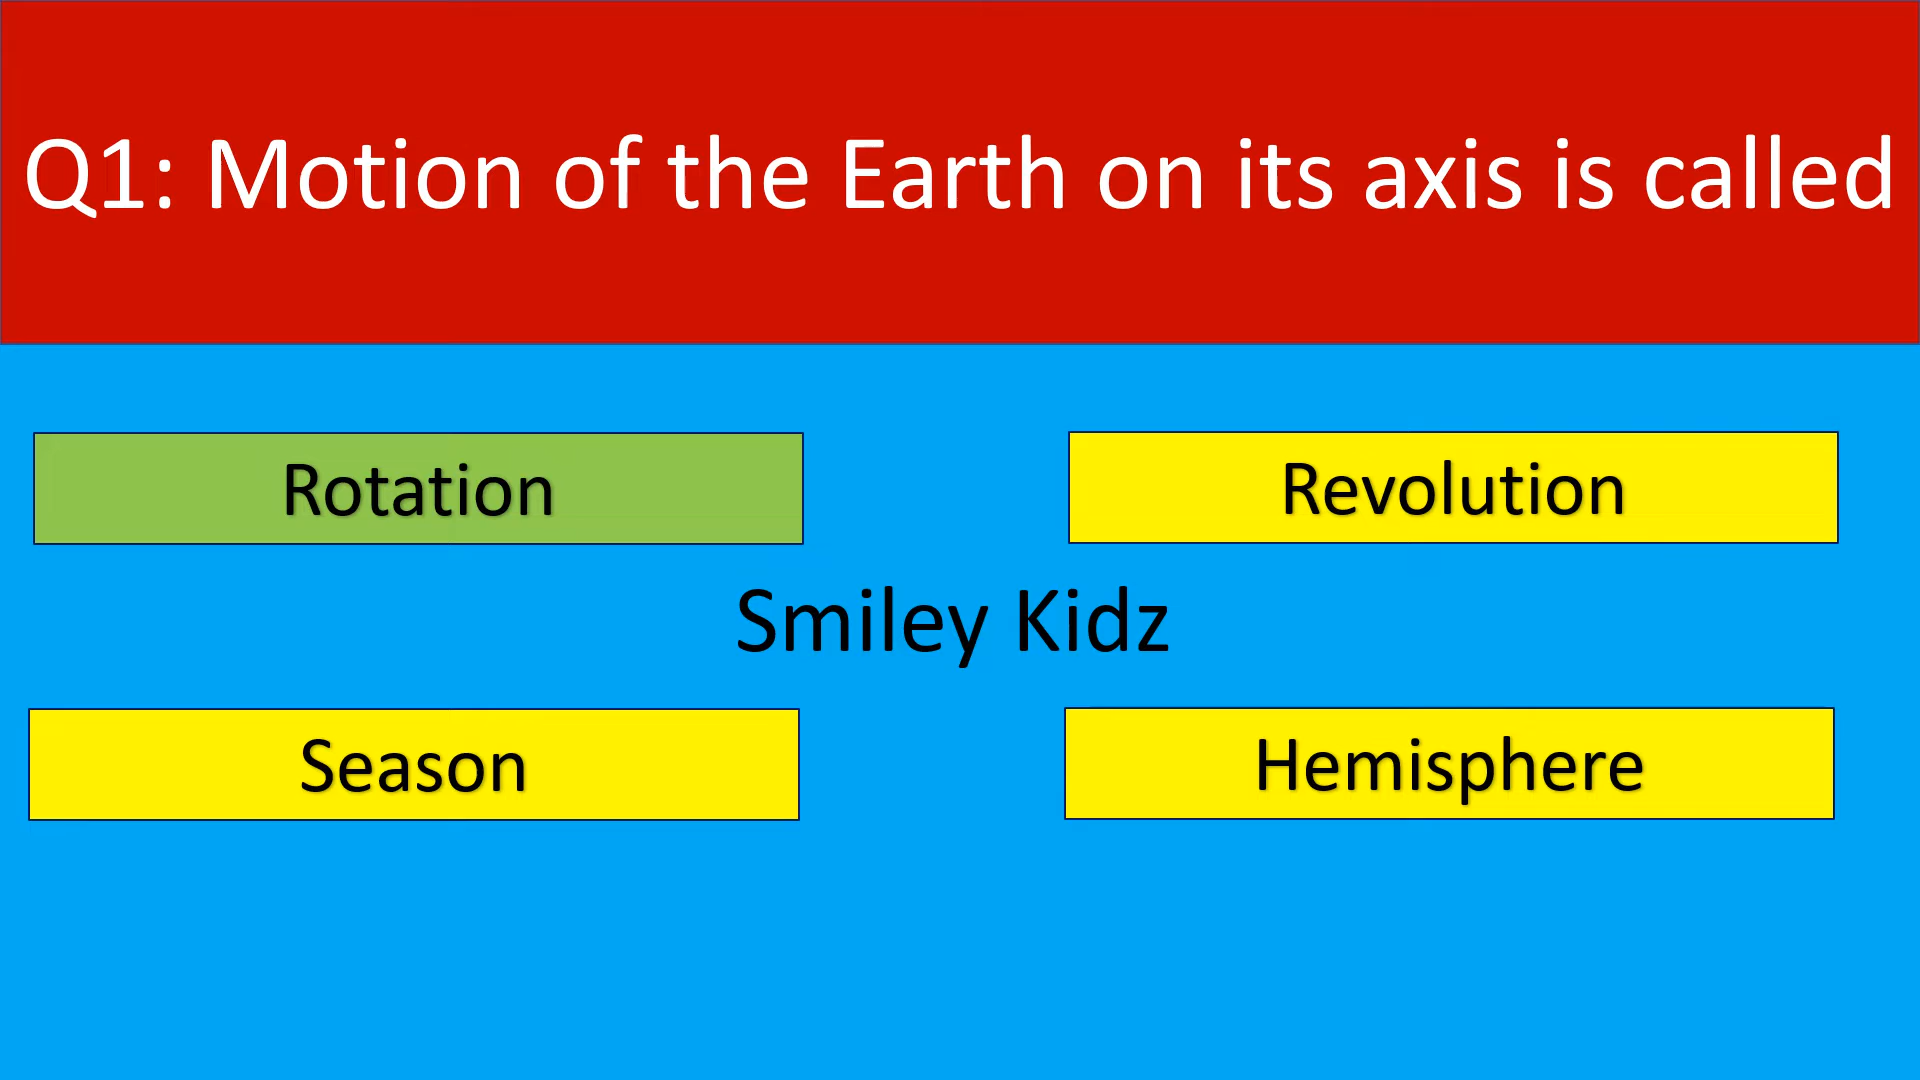 Q1: Motion of the Earth on its axis is called
Rotation
Revolution
Smiley Kidz
Season
Hemisphere